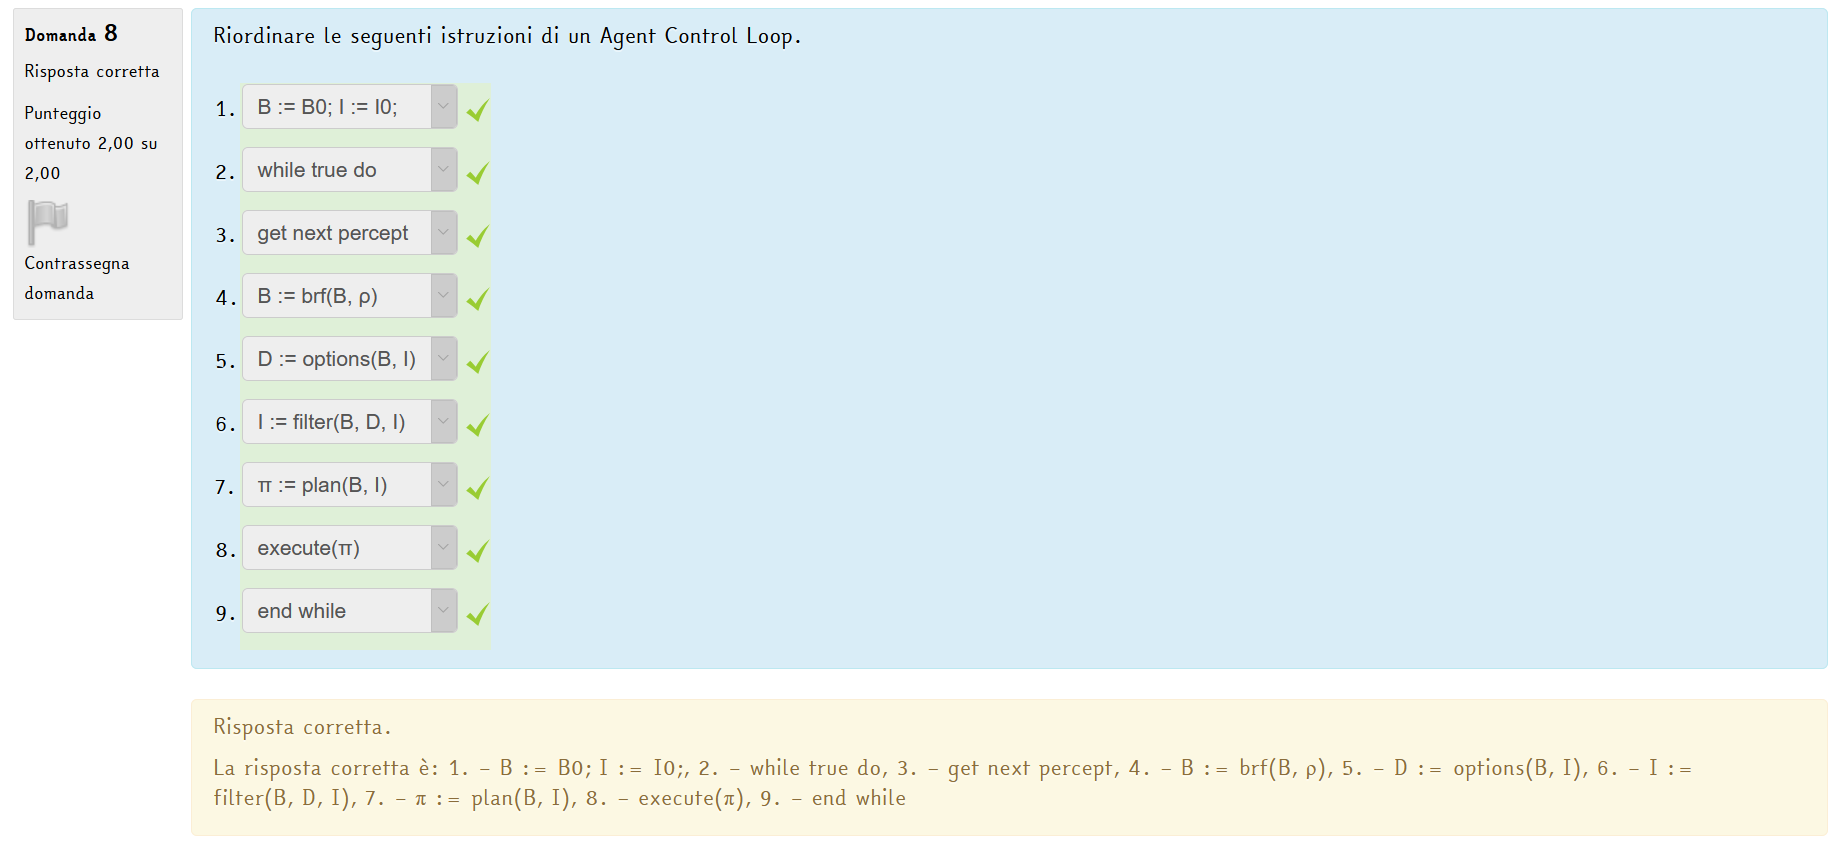 Domanda 8
Risposta corretta
Punteggio
ottenuto 2,00 su
2,00
Contrassegna
domanda
Riordinare le seguenti istruzioni di un Agent Control Loop.
1. B := B0; I := I0;
2. while true do
3. get next percept
4. B := brf(B, ρ)
5. D := options(B, I)
6. I := filter(B, D, I)
7. π := plan(B, I)
8. execute(π)
9. end while
Risposta corretta.
La risposta corretta è: 1. – B := B0; I := I0;, 2. – while true do, 3. – get next percept, 4. – B := brf(B, ρ), 5. – D := options(B, I), 6. – I :=
filter(B, D, I), 7. – π := plan(B, I), 8. – execute(π), 9. – end while